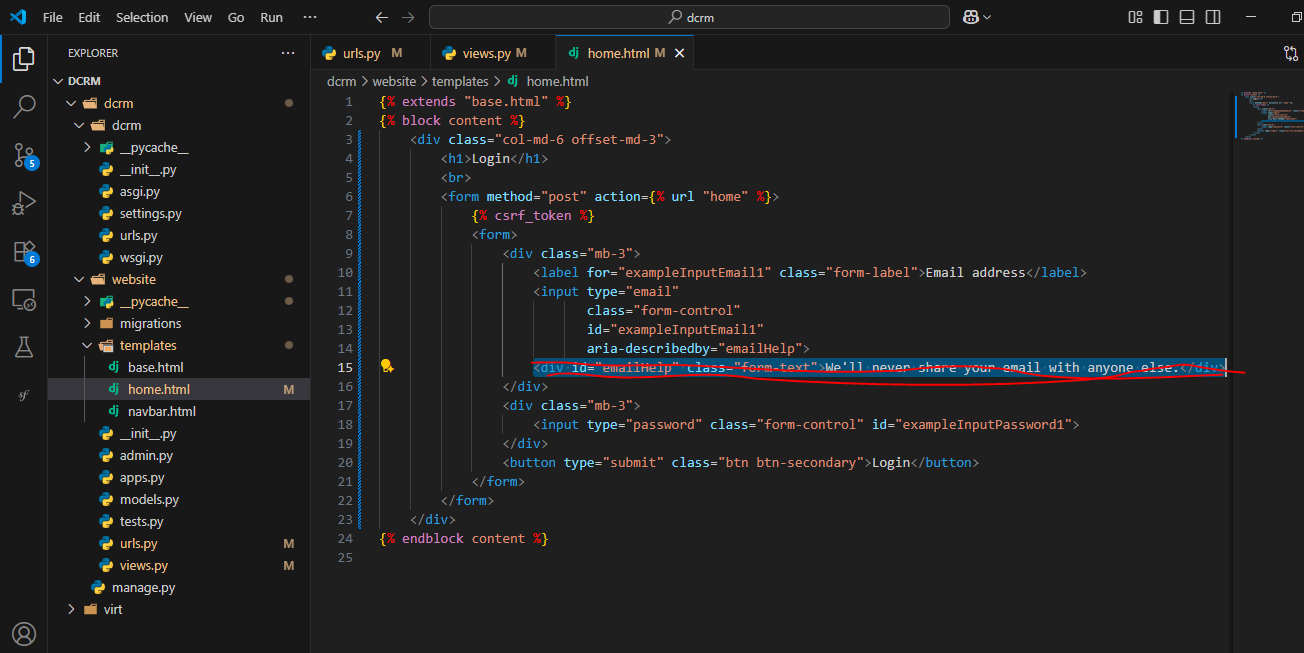 File Edit Selection View Go Run ··· dcrm
EXPLORER ···
DCRM
dcrm
dcrm
__pycache__
__init__.py
asgi.py
settings.py
urls.py
wsgi.py
website
__pycache__
migrations
templates
base.html
home.html M
navbar.html
__init__.py
admin.py
apps.py
models.py
tests.py
urls.py M
views.py M
manage.py
virt
5
6
urls.py M views.py M dj home.html M
dcrm > website > templates > dj home.html
1 {% extends "base.html" %}
2 {% block content %}
3 <div class="col-md-6 offset-md-3">
4 <h1>Login</h1>
5 <br>
6 <form method="post" action={% url "home" %}>
7 {% csrf_token %}
8 <form>
9 <div class="mb-3">
10 <label for="exampleInputEmail1" class="form-label">Email address</label>
11 <input type="email"
12 class="form-control"
13 id="exampleInputEmail1"
14 aria-describedby="emailHelp">
15 <div id="emailHelp" class="form-text">We'll never share your email with anyone else.</div>
16 </div>
17 <div class="mb-3">
18 <input type="password" class="form-control" id="exampleInputPassword1">
19 </div>
20 <button type="submit" class="btn btn-secondary">Login</button>
21 </form>
22 </form>
23 </div>
24 {% endblock content %}
25